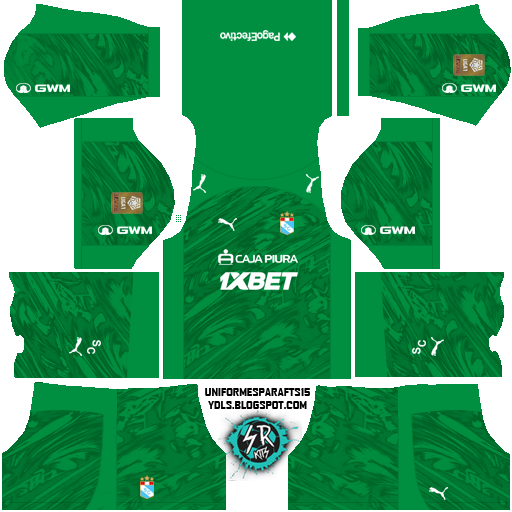 PagoEfectivo
GWM
GWM
GWM
GWM
CAJA PIURA
1XBET
SC
SC
UNIFORMESPARAFTS15
YDLS.BLOGSPOT.COM
SR
KITS